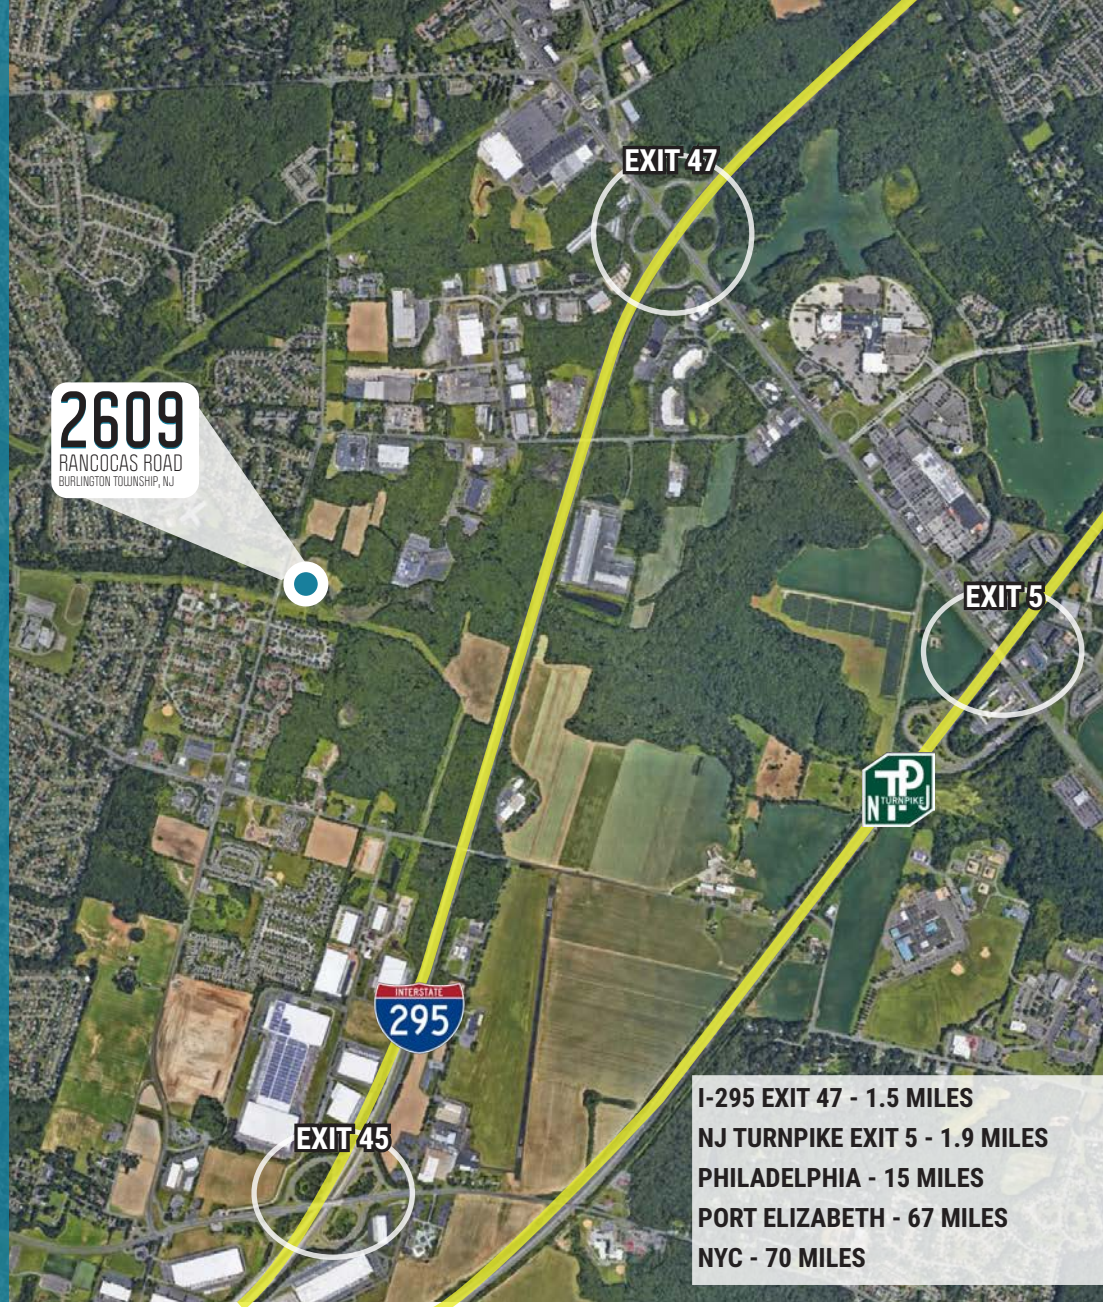 EXIT 47
2609
RANCOCAS ROAD
BURLINGTON TOWNSHIP, NJ
EXIT 5
NTPJ
TURNPIKE
INTERSTATE
295
EXIT 45
I-295 EXIT 47 - 1.5 MILES
NJ TURNPIKE EXIT 5 - 1.9 MILES
PHILADELPHIA - 15 MILES
PORT ELIZABETH - 67 MILES
NYC - 70 MILES